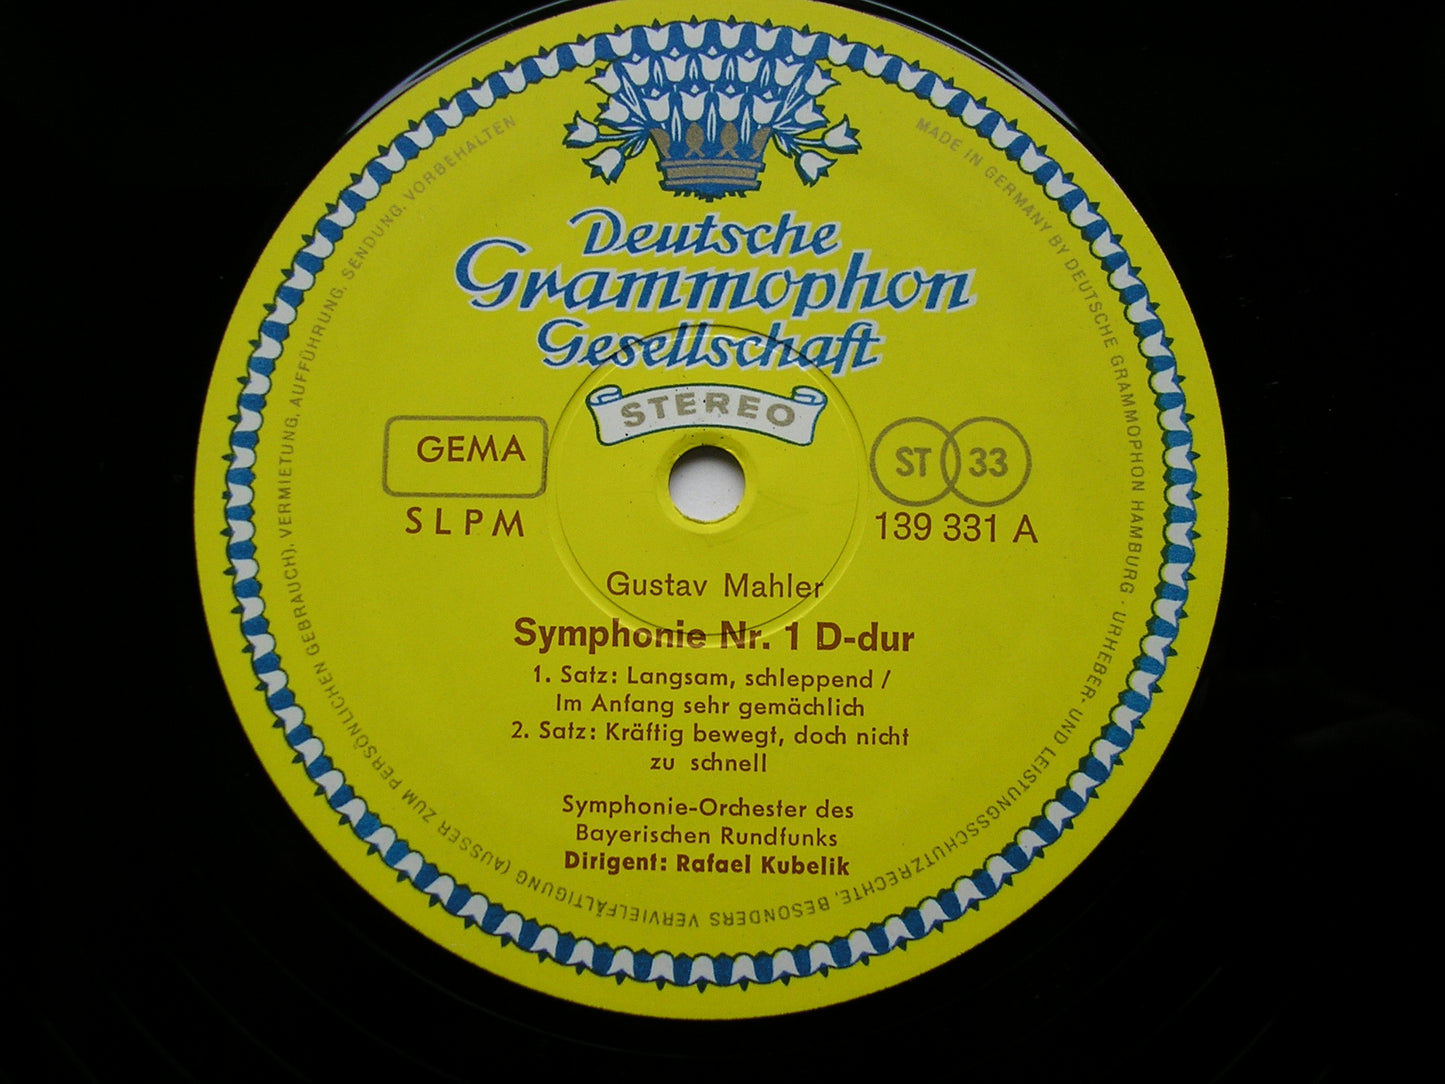 Deutsche
Grammophon
Gesellschaft
STEREO
GEMA
SLPM
ST 33
139 331 A
Gustav Mahler
Symphonie Nr. 1 D-dur
1. Satz: Langsam, schleppend /
Im Anfang sehr gemächlich
2. Satz: Kräftig bewegt, doch nicht
zu schnell
Symphonie-Orchester des
Bayerischen Rundfunks
Dirigent: Rafael Kubelik
MADE IN GERMANY BY DEUTSCHE GRAMMOPHON HAMBURG · URHEBER- UND LEISTUNGSSCHUTZRECHTE, BESONDERS VERVIELFÄLTIGUNG (AUSSER ZUM PERSÖNLICHEN GEBRAUCH), VERMIETUNG, AUFFÜHRUNG, SENDUNG, VORBEHALTEN